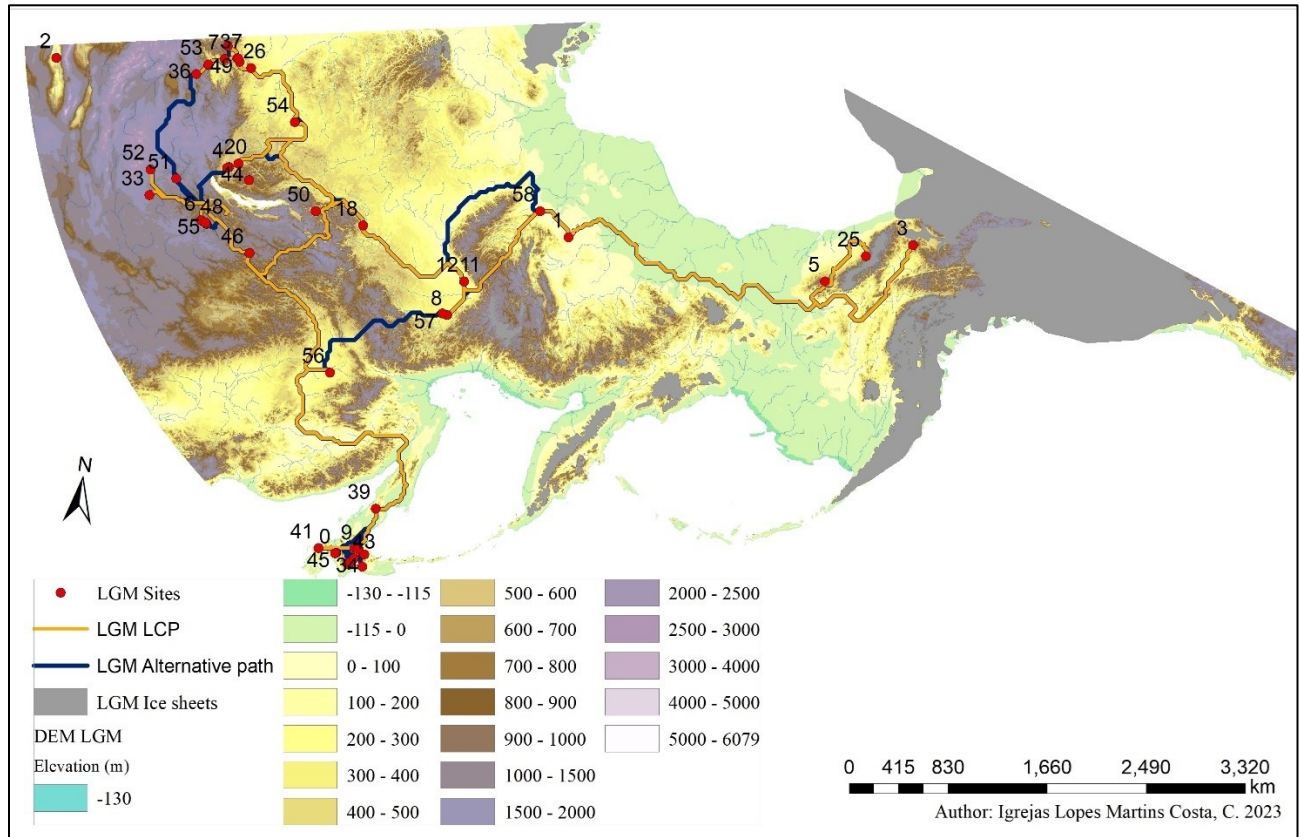 2
53
7 37
26
49
36
54
52
51
33
4 20
44
6
48
55
50
18
46
58
1
12 11
8
57
56
25
3
5
39
41
0
9
43
45
34
N
LGM Sites
LGM LCP
LGM Alternative path
LGM Ice sheets
DEM LGM
Elevation (m)
-130
-130 - -115
-115 - 0
0 - 100
100 - 200
200 - 300
300 - 400
400 - 500
500 - 600
600 - 700
700 - 800
800 - 900
900 - 1000
1000 - 1500
1500 - 2000
2000 - 2500
2500 - 3000
3000 - 4000
4000 - 5000
5000 - 6079
0 415 830 1,660 2,490 3,320
km
Author: Igrejas Lopes Martins Costa, C. 2023